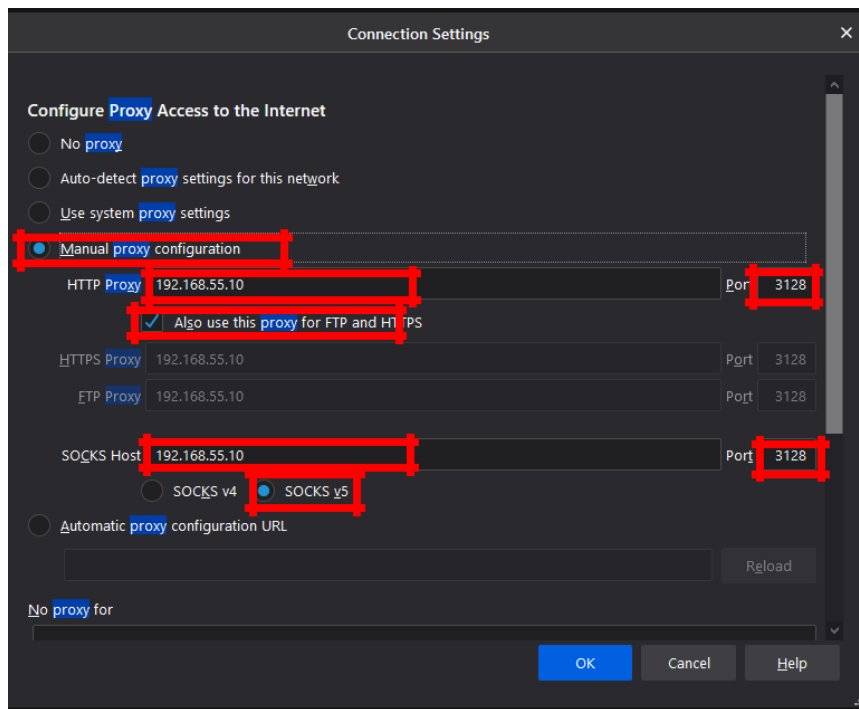 Connection Settings
Configure Proxy Access to the Internet
No proxy
Auto-detect proxy settings for this network
Use system proxy settings
Manual proxy configuration
HTTP Proxy 192.168.55.10 Port 3128
Also use this proxy for FTP and HTTPS
HTTPS Proxy 192.168.55.10 Port 3128
FTP Proxy 192.168.55.10 Port 3128
SOCKS Host 192.168.55.10 Port 3128
SOCKS v4 SOCKS v5
Automatic proxy configuration URL
Reload
No proxy for
OK Cancel Help